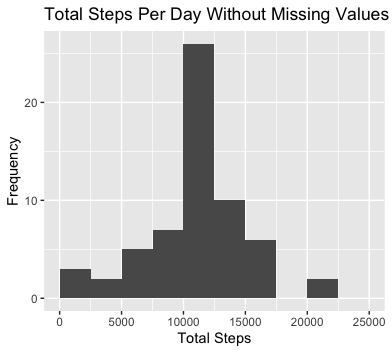 Total Steps Per Day Without Missing Values
Frequency
20
10
0
0 5000 10000 15000 20000 25000
Total Steps